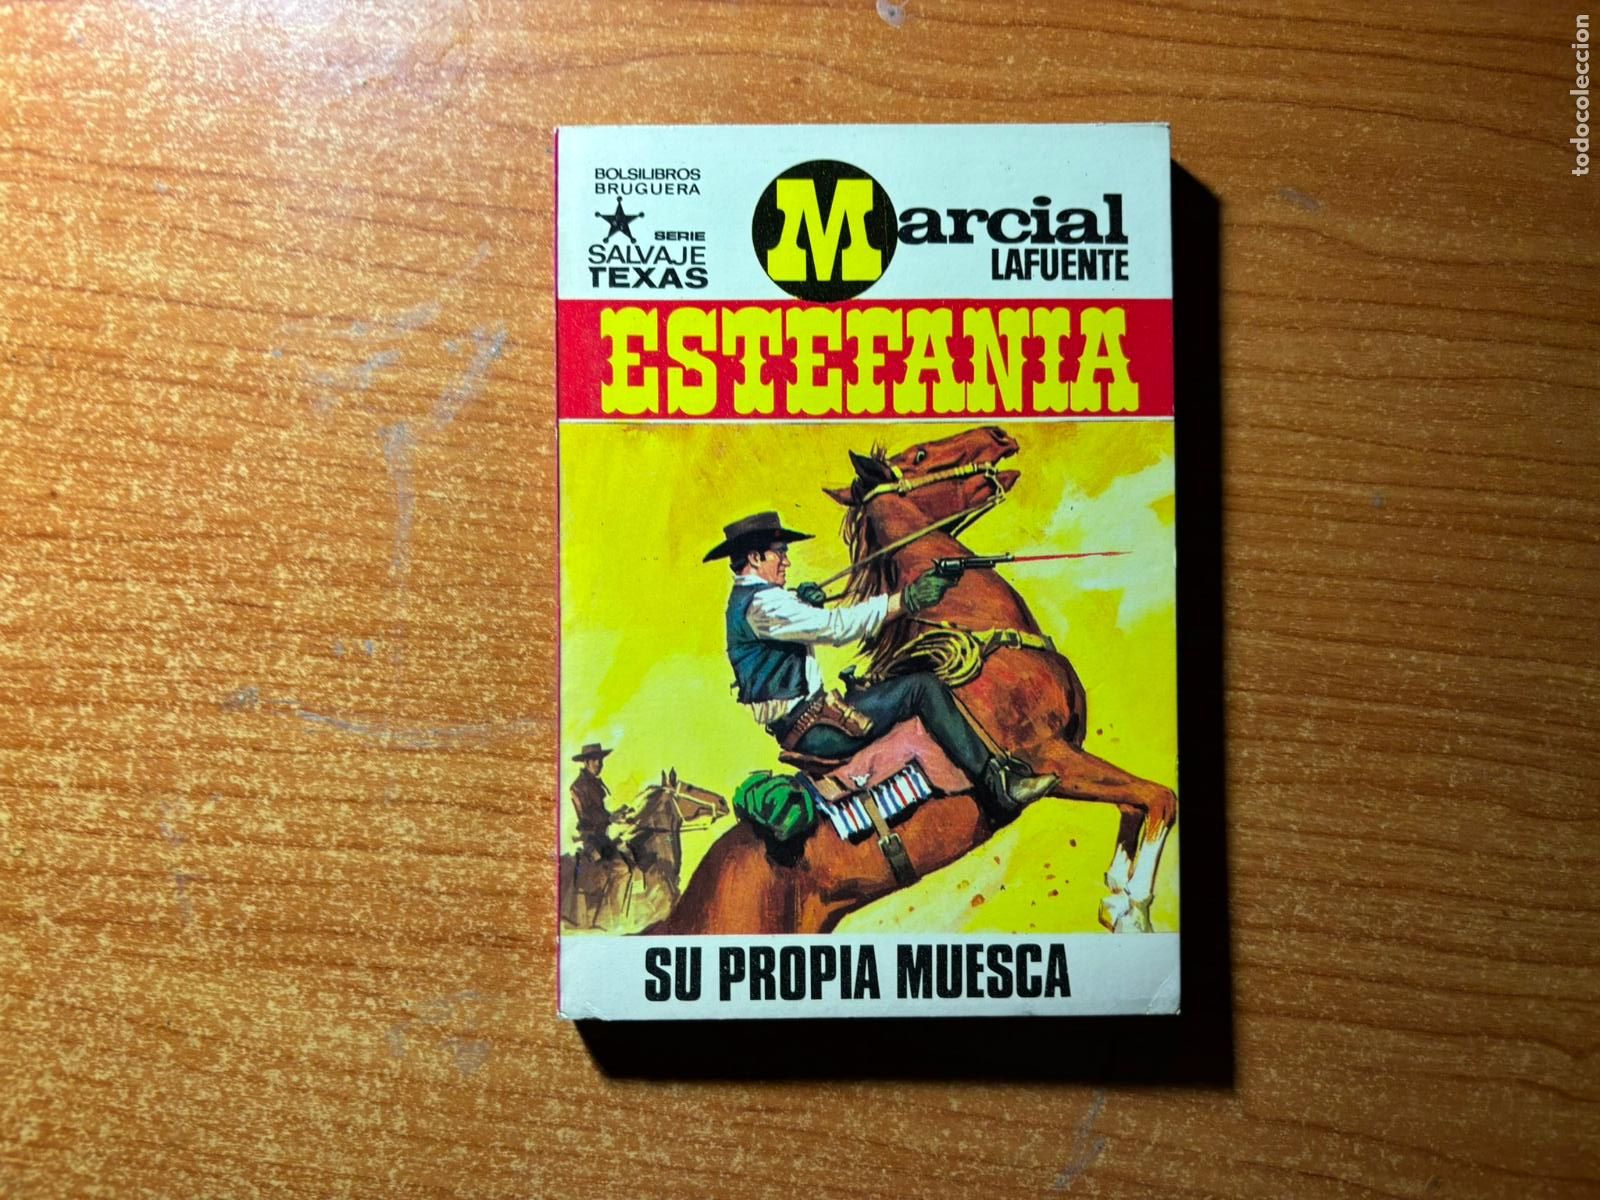 BOLSILIBROS
BRUGUERA
SERIE
SALVAJE
TEXAS
Marcial
LAFUENTE
ESTEFANIA
SU PROPIA MUESCA
todocoleccion